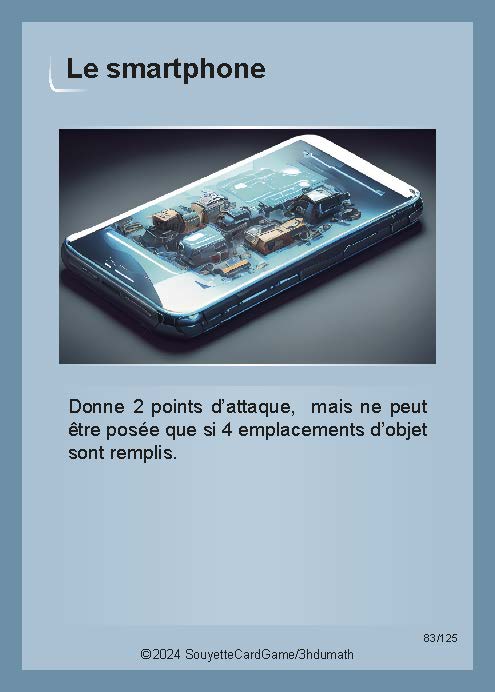 Le smartphone
Donne 2 points d'attaque, mais ne peut
être posée que si 4 emplacements d'objet
sont remplis.
83/125
©2024 SouyetteCardGame/3hdumath